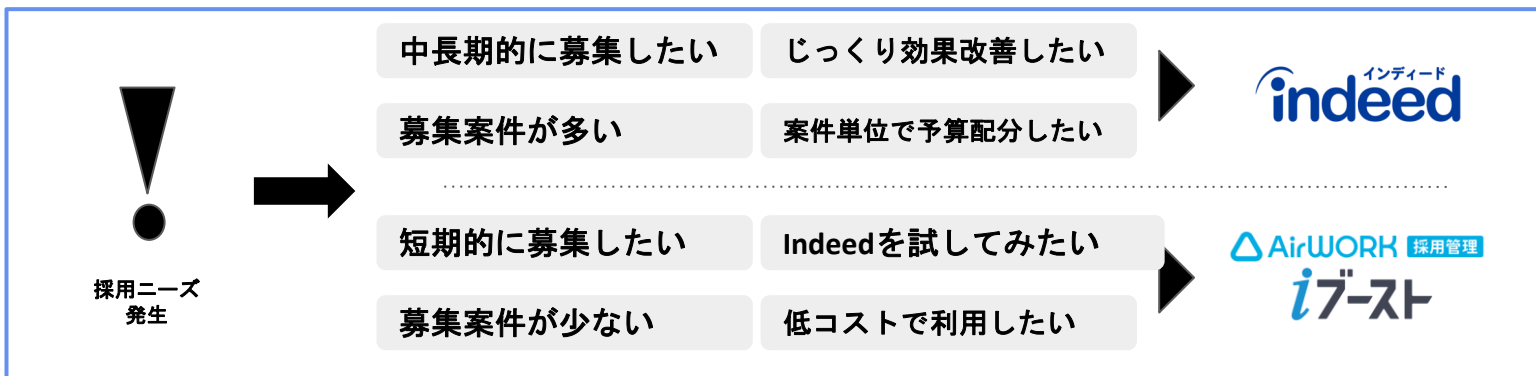 中長期的に募集したい
じっくり効果改善したい
募集案件が多い
案件単位で予算配分したい
インディード
indeed
採用ニーズ
発生
短期的に募集したい
Indeedを試してみたい
募集案件が少ない
低コストで利用したい
AirWORK 採用管理
iブースト